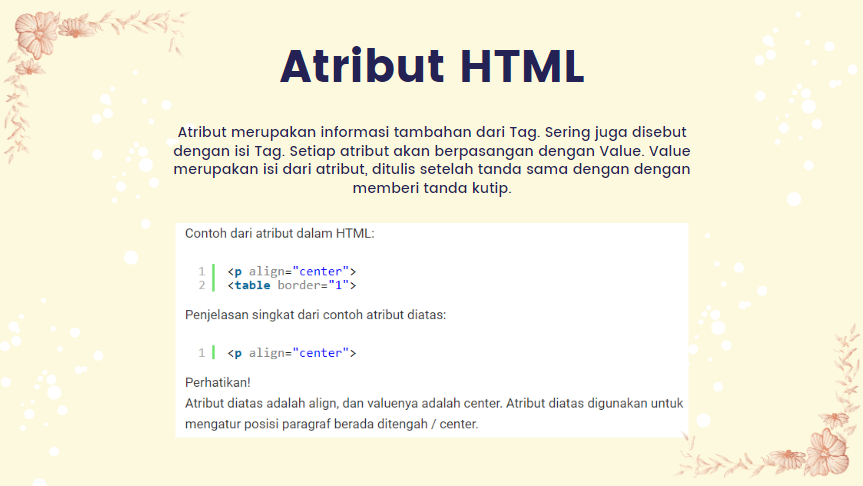 Atribut HTML
Atribut merupakan informasi tambahan dari Tag. Sering juga disebut
dengan isi Tag. Setiap atribut akan berpasangan dengan Value. Value
merupakan isi dari atribut, ditulis setelah tanda sama dengan dengan
memberi tanda kutip.
Contoh dari atribut dalam HTML:
1 <p align="center">
2 <table border="1">
Penjelasan singkat dari contoh atribut diatas:
1 <p align="center">
Perhatikan!
Atribut diatas adalah align, dan valuenya adalah center. Atribut diatas digunakan untuk
mengatur posisi paragraf berada ditengah / center.